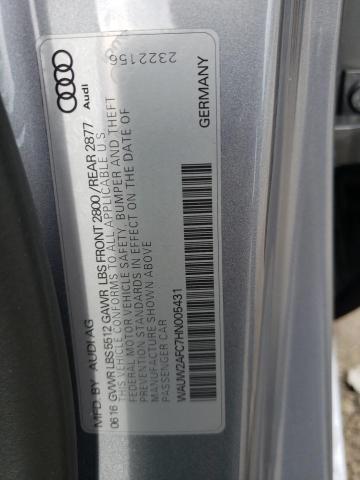 Audi
MFD. BY AUDI AG
0616 GVWR LBS 5512 GAWR LBS FRONT 2800 / REAR 2877
THIS VEHICLE CONFORMS TO ALL APPLICABLE U.S.
FEDERAL MOTOR VEHICLE SAFETY, BUMPER AND THEFT
PREVENTION STANDARDS IN EFFECT ON THE DATE OF
MANUFACTURE SHOWN ABOVE
PASSENGER CAR
WAUW2AFC7HN005431
GERMANY
2322156